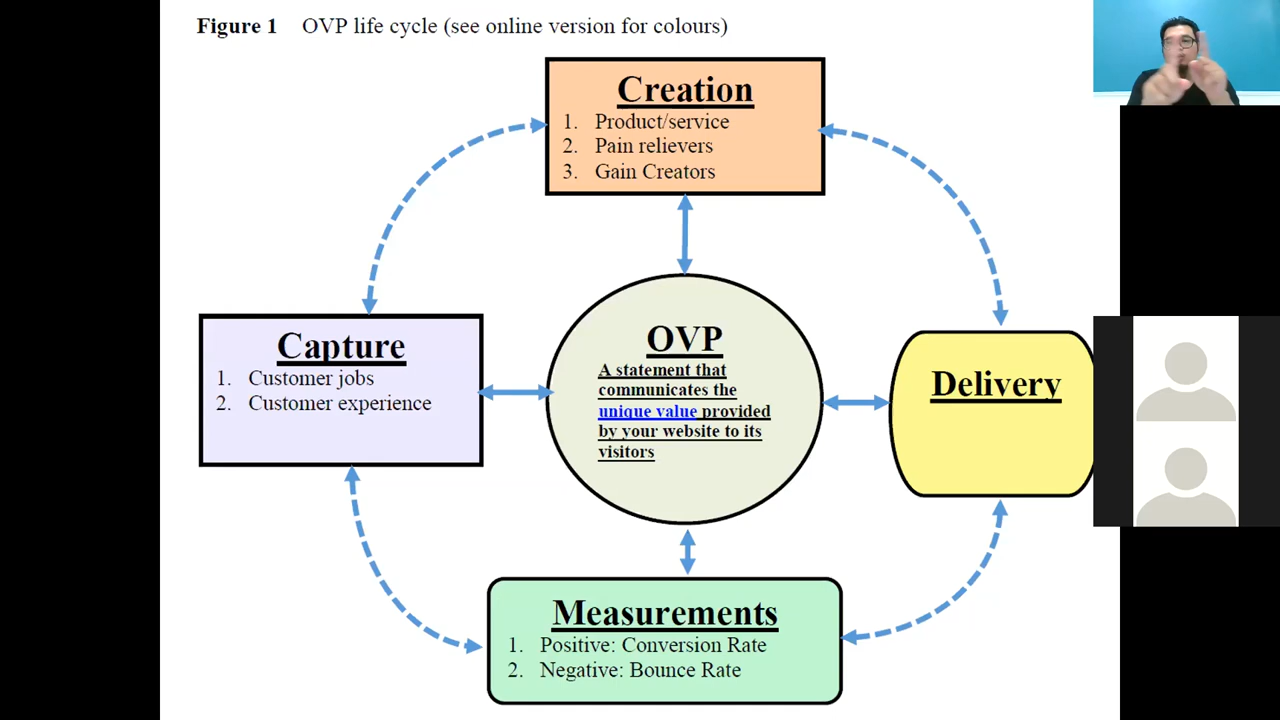 Figure 1 OVP life cycle (see online version for colours)
Creation
1. Product/service
2. Pain relievers
3. Gain Creators
Capture
1. Customer jobs
2. Customer experience
OVP
A statement that
communicates the
unique value provided
by your website to its
visitors
Delivery
Measurements
1. Positive: Conversion Rate
2. Negative: Bounce Rate